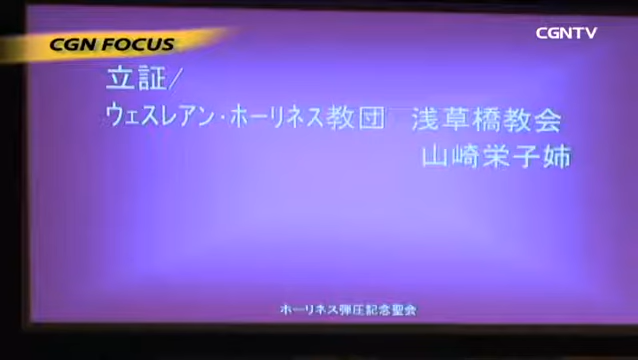 CGN FOCUS
CGNTV
立証/
ウェスレアン・ホーリネス教団 浅草橋教会
山崎栄子姉
ホーリネス弾圧記念聖会